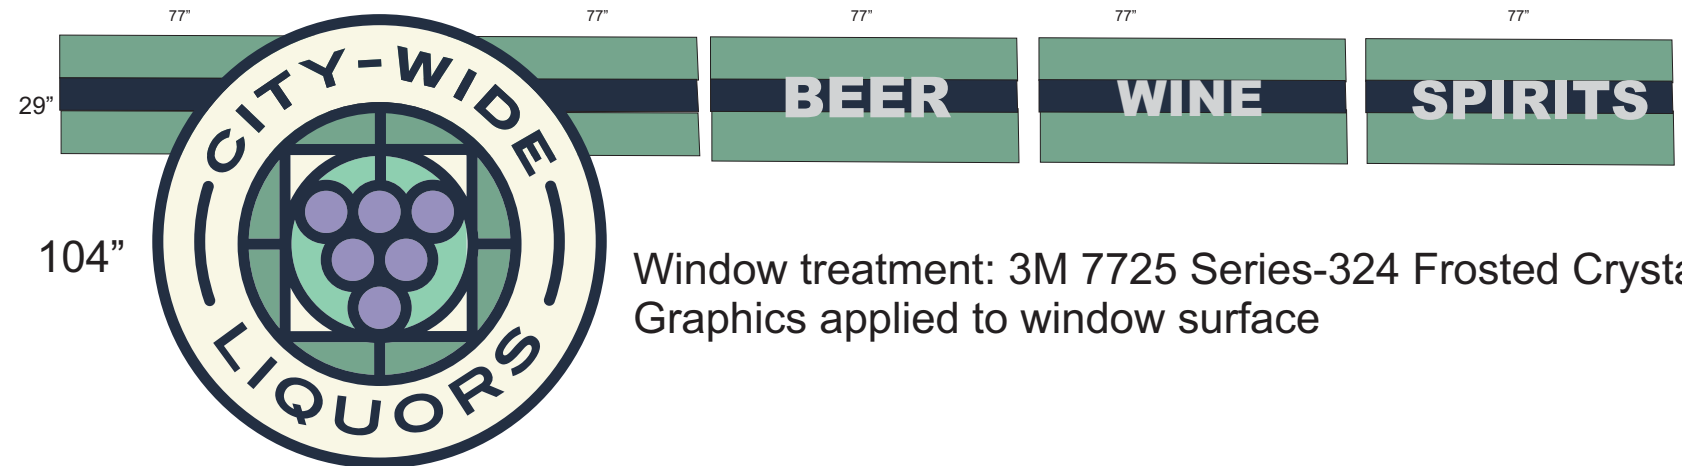 77” 77” 77” 77” 77”
29”
CITY-WIDE
LIQUORS
BEER WINE SPIRITS
104”
Window treatment: 3M 7725 Series-324 Frosted Crysta
Graphics applied to window surface